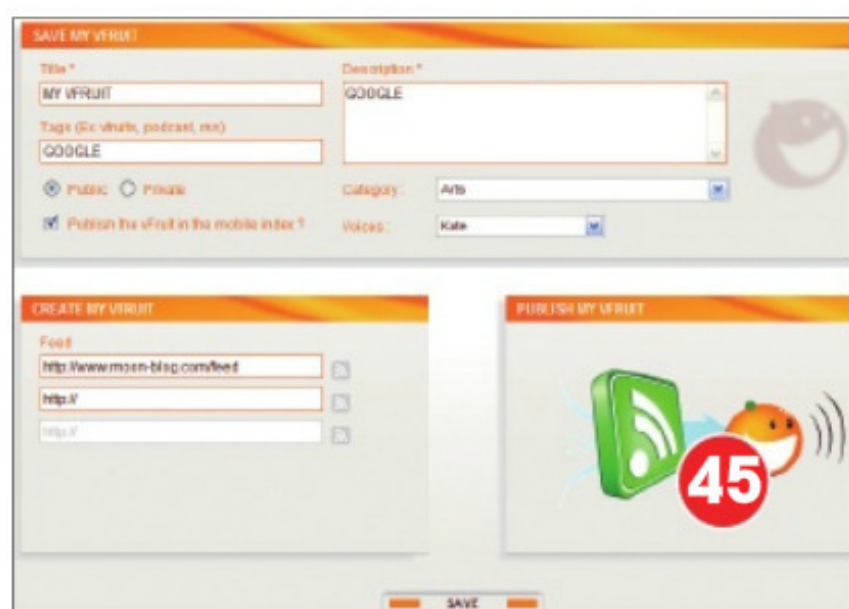 SAVE MY VFRUIT
Title *
MY VFRUIT
Tags (Ex: vfruits, podcast, rss)
GOOGLE
Public
Private
Publish the vFruit in the mobile index ?
Description *
GOOGLE
Category:
Arts
Voices:
Kate
CREATE MY VFRUIT
Feed
http://www.moon-blog.com/feed
http://
http://
PUBLISH MY VFRUIT
45
SAVE